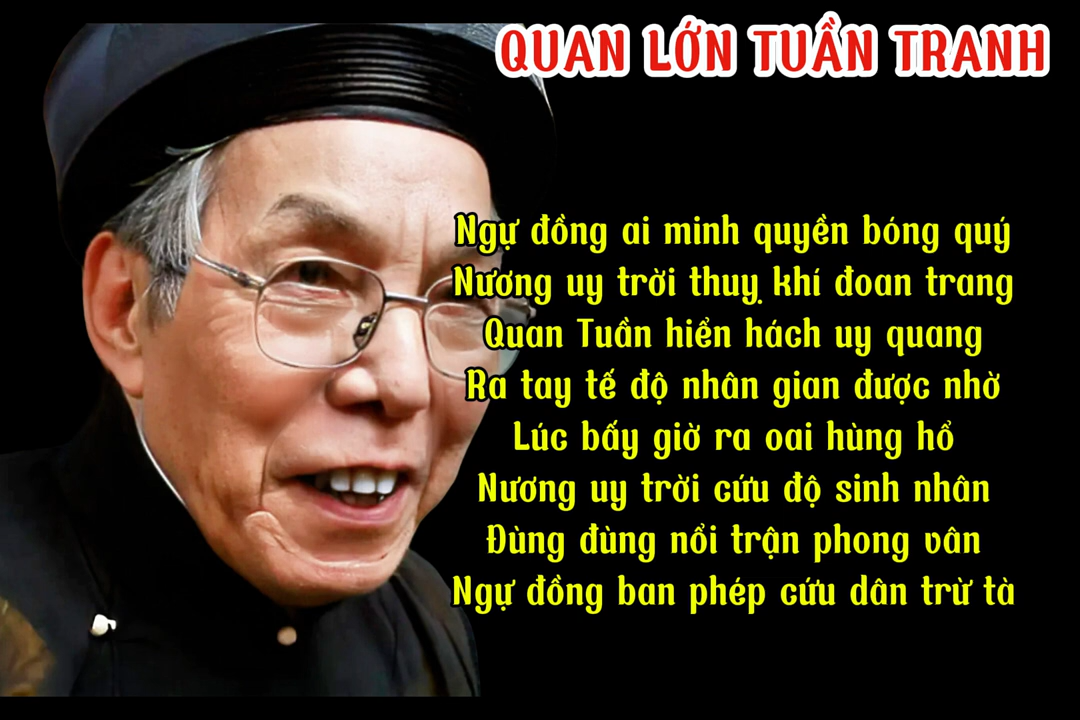 QUAN LỚN TUẦN TRANH
Ngự đồng ai minh quyền bóng quý
Nương uy trời thuỵ khí đoan trang
Quan Tuần hiển hách uy quang
Ra tay tế độ nhân gian được nhờ
Lúc bấy giờ ra oai hùng hổ
Nương uy trời cứu độ sinh nhân
Đùng đùng nổi trận phong vân
Ngự đồng ban phép cứu dân trừ tà